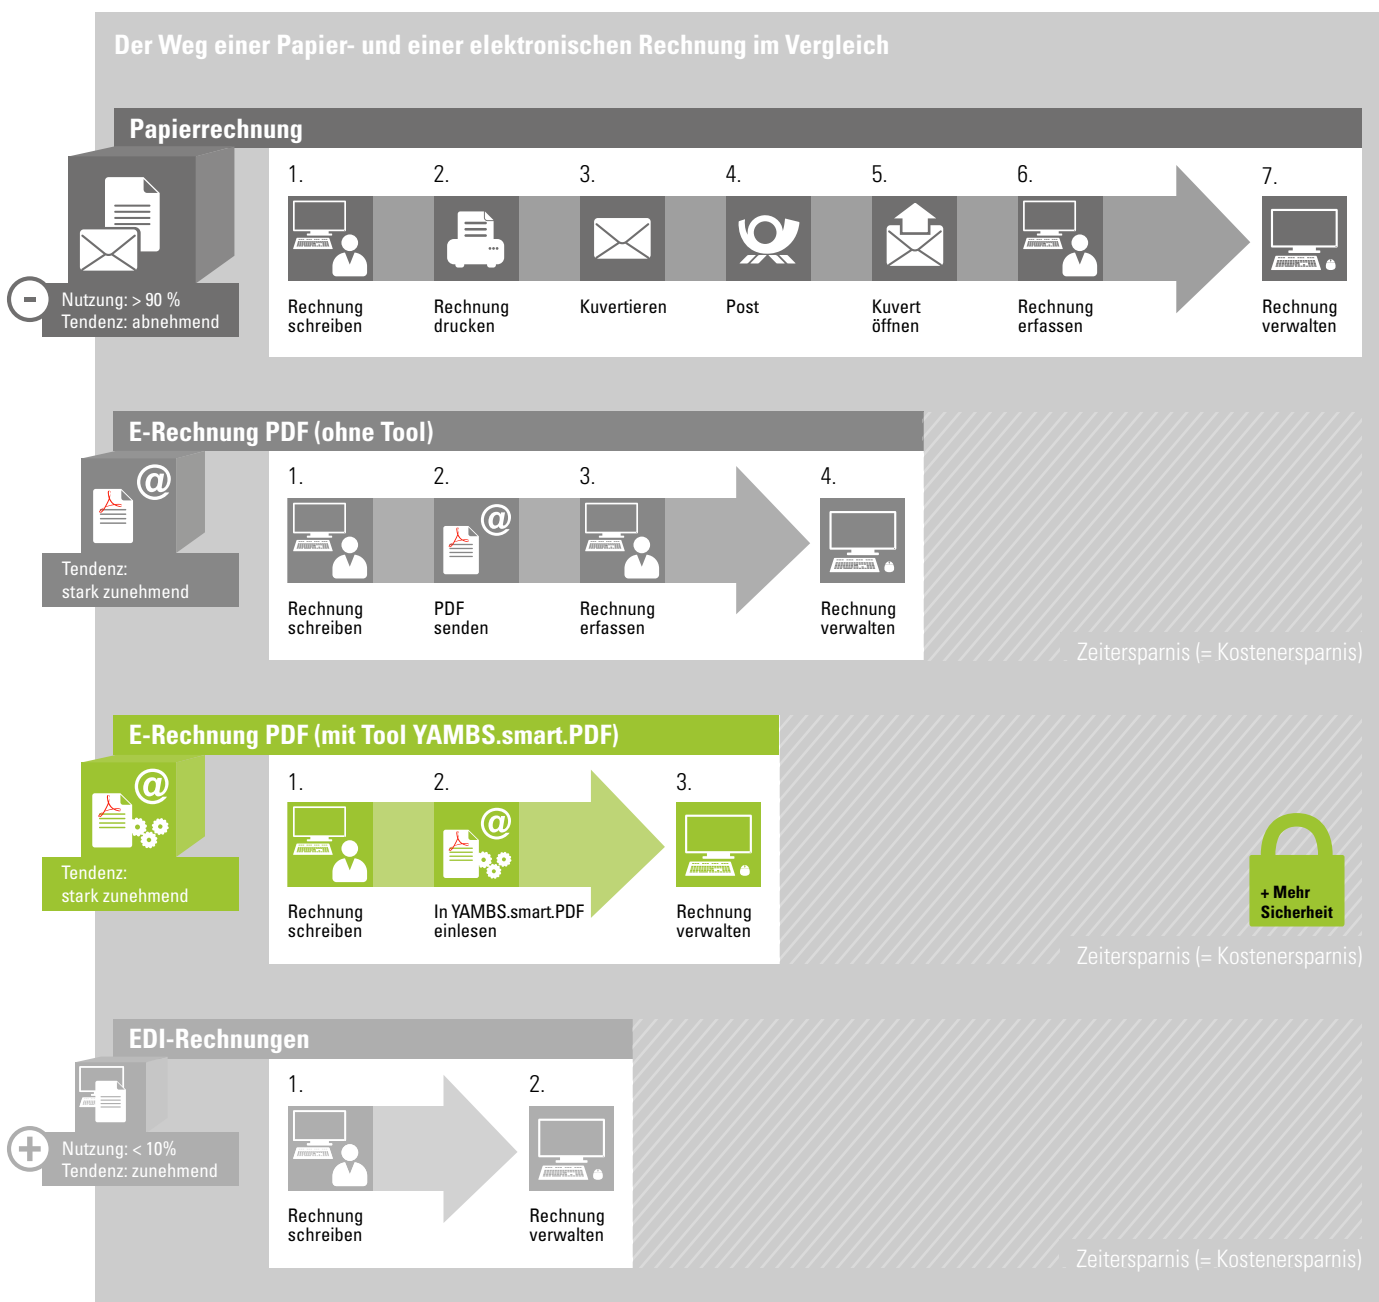 Der Weg einer Papier- und einer elektronischen Rechnung im Vergleich
Papierrechnung
1.
2.
3.
4.
5.
6.
7.
Nutzung: > 90 %
Tendenz: abnehmend
Rechnung
schreiben
Rechnung
drucken
Kuvertieren
Post
Kuvert
öffnen
Rechnung
erfassen
Rechnung
verwalten
E-Rechnung PDF (ohne Tool)
1.
2.
3.
4.
@
@
Tendenz:
stark zunehmend
Rechnung
schreiben
PDF
senden
Rechnung
erfassen
Rechnung
verwalten
Zeitersparnis (= Kostenersparnis)
E-Rechnung PDF (mit Tool YAMBS.smart.PDF)
1.
2.
3.
@
@
Tendenz:
stark zunehmend
Rechnung
schreiben
In YAMBS.smart.PDF
einlesen
Rechnung
verwalten
+ Mehr
Sicherheit
Zeitersparnis (= Kostenersparnis)
EDI-Rechnungen
1.
2.
Nutzung: < 10%
Tendenz: zunehmend
Rechnung
schreiben
Rechnung
verwalten
Zeitersparnis (= Kostenersparnis)